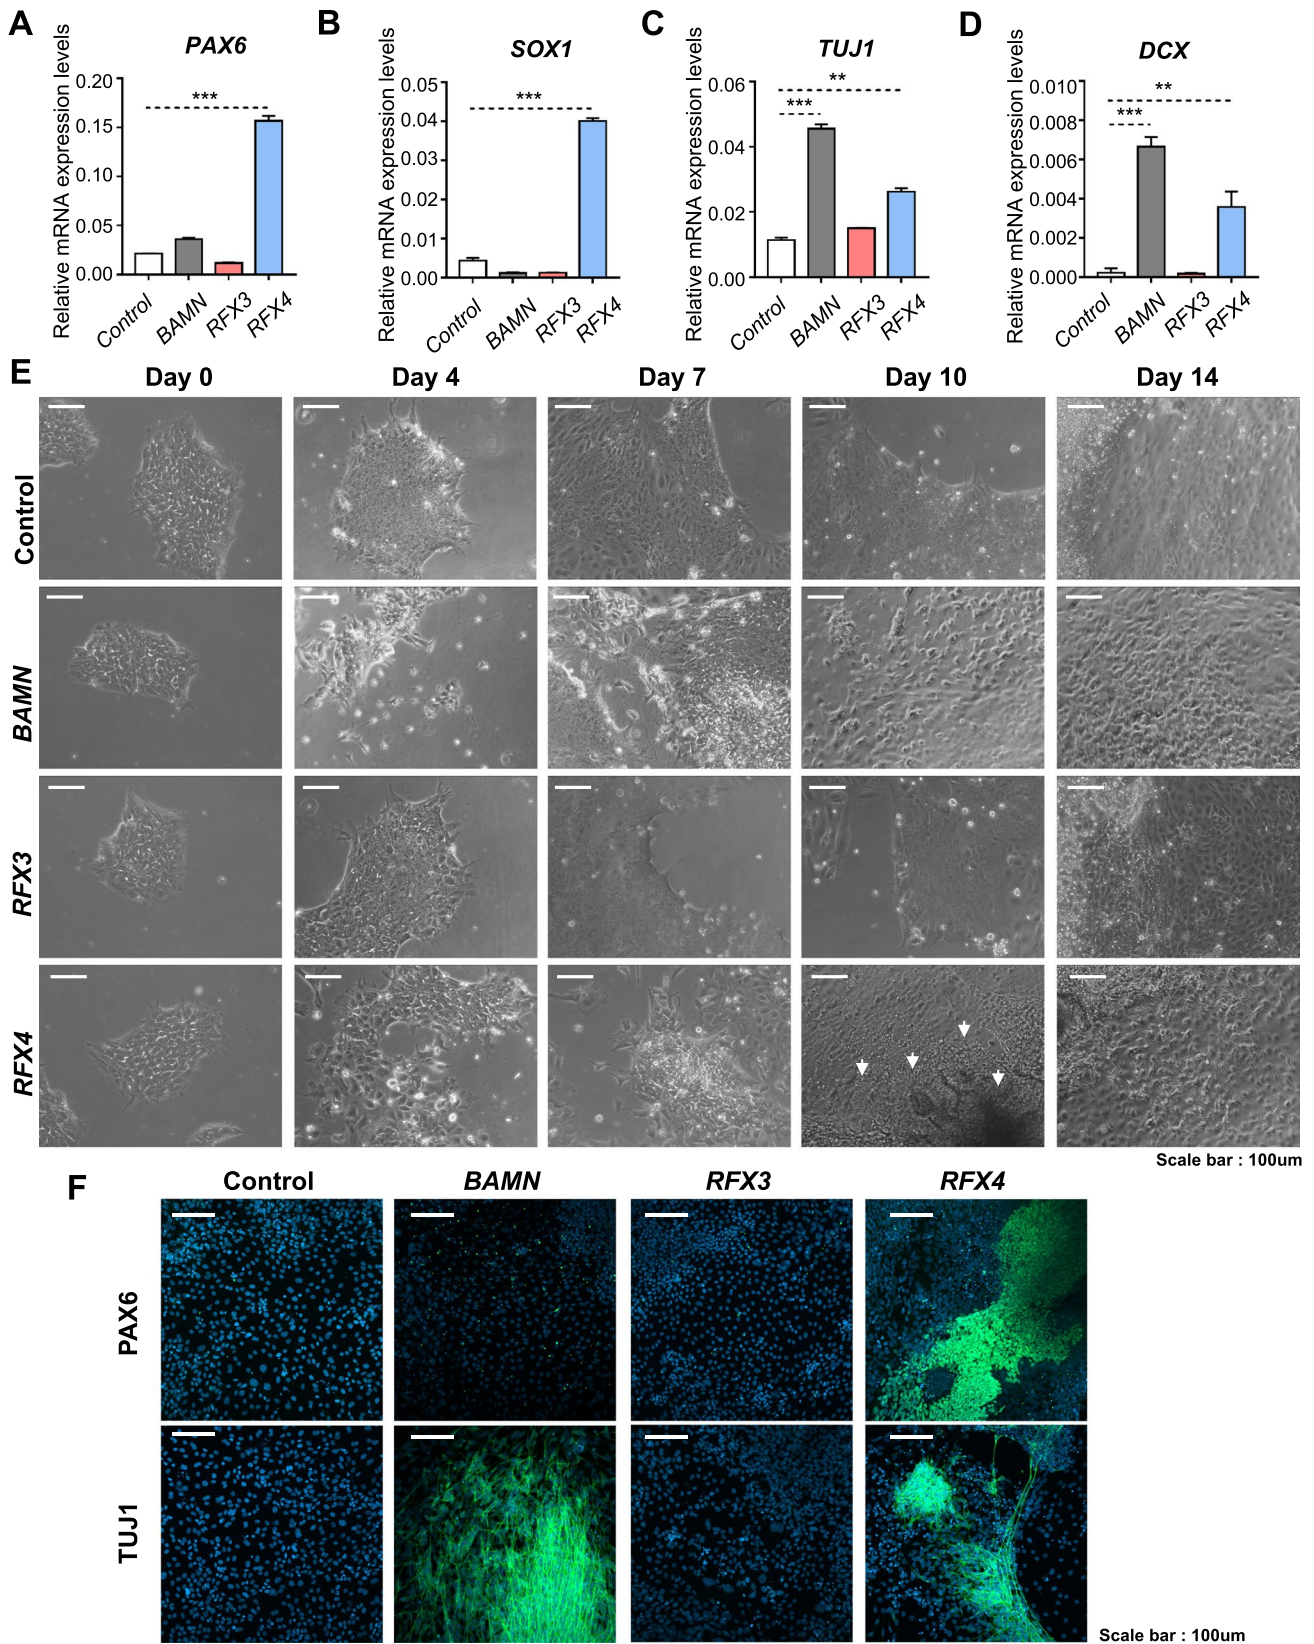 A
B
C
D
PAX6
SOX1
TUJ1
DCX
Relative mRNA expression levels
0.20
0.15
0.10
0.05
0.00
***
Control
BAMN
RFX3
RFX4
Relative mRNA expression levels
0.05
0.04
0.03
0.02
0.01
0.00
***
Control
BAMN
RFX3
RFX4
Relative mRNA expression levels
0.06
0.04
0.02
0.00
**
***
Control
BAMN
RFX3
RFX4
Relative mRNA expression levels
0.010
0.008
0.006
0.004
0.002
0.000
**
***
Control
BAMN
RFX3
RFX4
E
Day 0
Day 4
Day 7
Day 10
Day 14
Control
BAMN
RFX3
RFX4
Scale bar : 100um
F
Control
BAMN
RFX3
RFX4
PAX6
TUJ1
Scale bar : 100um